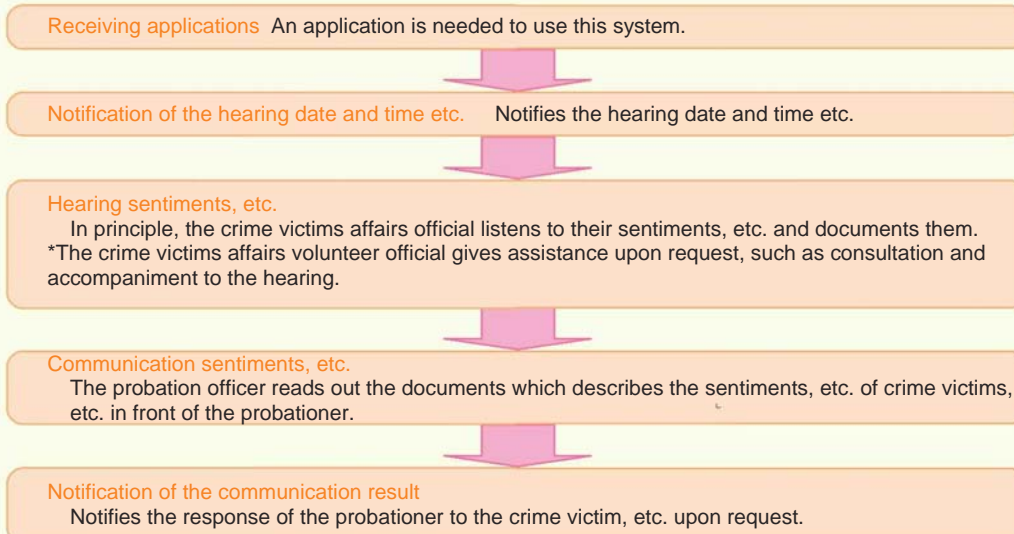 Receiving applications An application is needed to use this system.
Notification of the hearing date and time etc. Notifies the hearing date and time etc.
Hearing sentiments, etc.
In principle, the crime victims affairs official listens to their sentiments, etc. and documents them.
*The crime victims affairs volunteer official gives assistance upon request, such as consultation and
accompaniment to the hearing.
Communication sentiments, etc.
The probation officer reads out the documents which describes the sentiments, etc. of crime victims,
etc. in front of the probationer.
Notification of the communication result
Notifies the response of the probationer to the crime victim, etc. upon request.